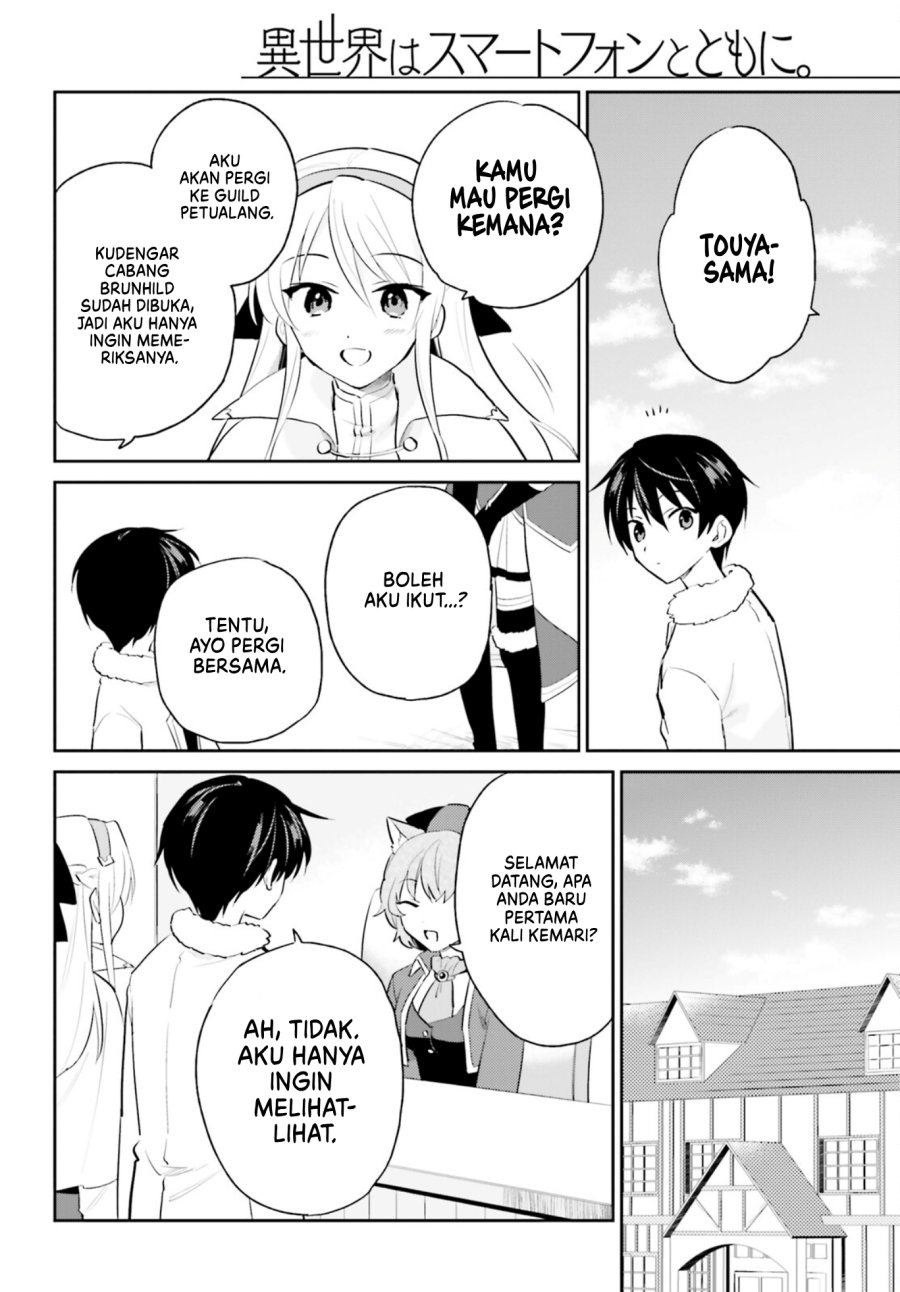 異世界はスマートフォンとともに。
TOUYA-
SAMA!
KAMU
MAU PERGI
KEMANA?
AKU
AKAN PERGI
KE GUILD
PETUALANG.
KUDENGAR
CABANG
BRUNHILD
SUDAH DIBUKA,
JADI AKU HANYA
INGIN MEME-
RIKSANYA.
BOLEH
AKU IKUT...?
TENTU,
AYO PERGI
BERSAMA.
SELAMAT
DATANG, APA
ANDA BARU
PERTAMA
KALI KEMARI?
AH, TIDAK.
AKU HANYA
INGIN
MELIHAT-
LIHAT.